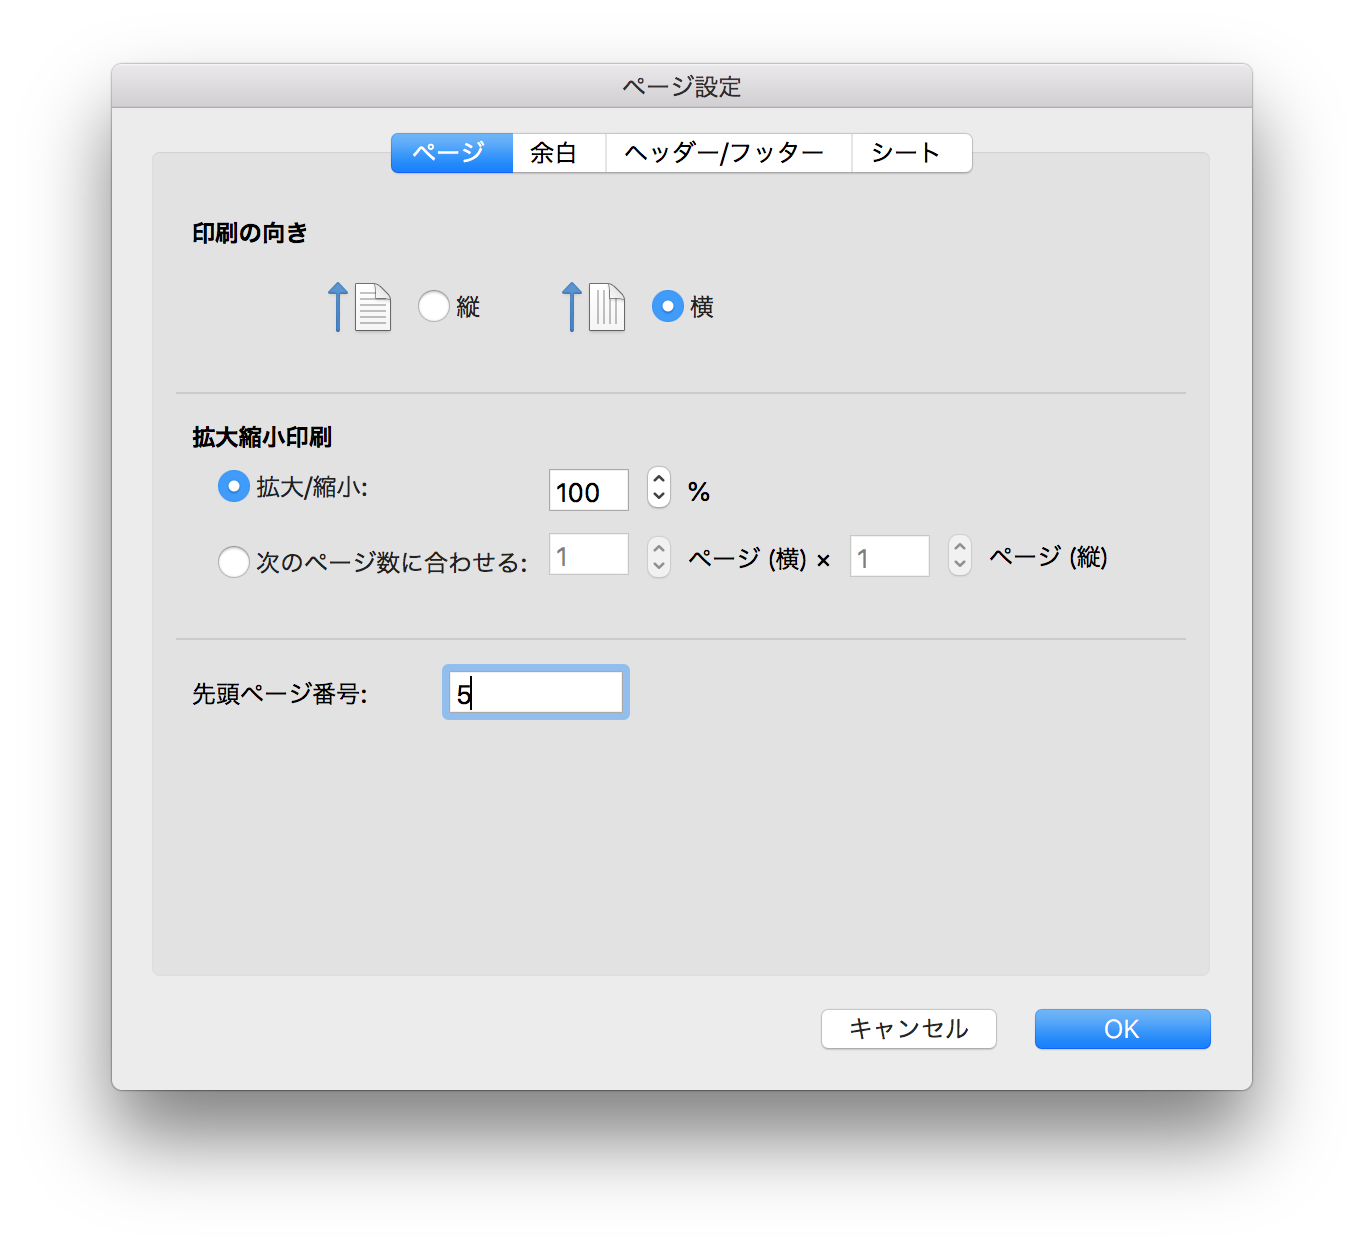 ページ設定
ページ 余白 ヘッダー/フッター シート
印刷の向き
縦 横
拡大縮小印刷
拡大/縮小: 100 %
次のページ数に合わせる: 1 ページ (横) × 1 ページ (縦)
先頭ページ番号: 5
キャンセル OK